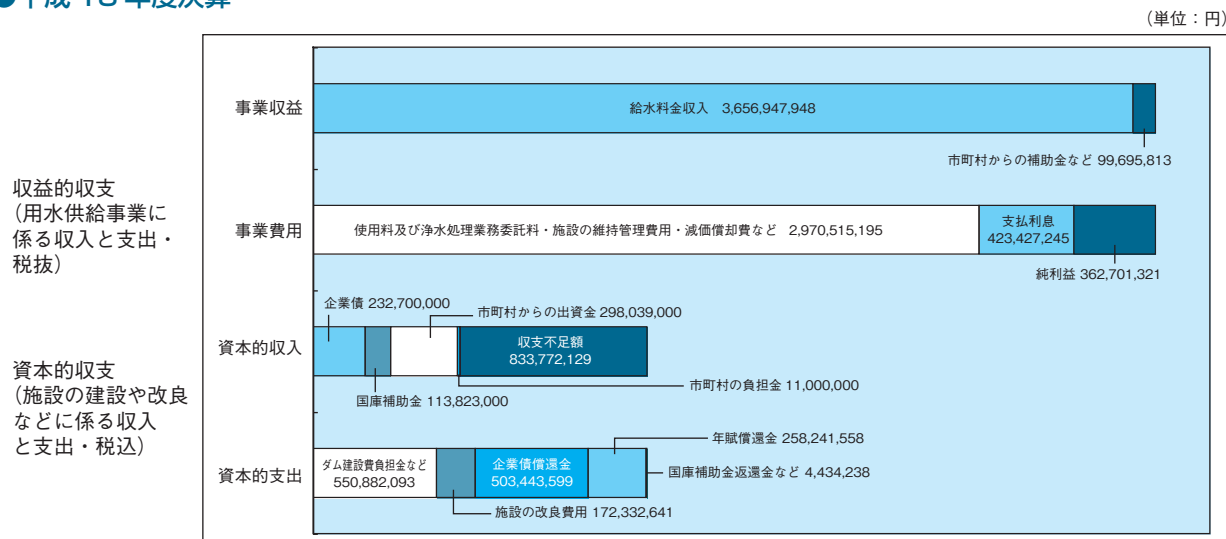 （単位：円）
事業収益
給水料金収入 3,656,947,948
市町村からの補助金など 99,695,813
収益的収支
（用水供給事業に
係る収入と支出・
税抜）
事業費用
使用料及び浄水処理業務委託料・施設の維持管理費用・減価償却費など 2,970,515,195
支払利息
423,427,245
純利益 362,701,321
企業債 232,700,000
市町村からの出資金 298,039,000
資本的収入
収支不足額
833,772,129
国庫補助金 113,823,000
市町村の負担金 11,000,000
資本的収支
（施設の建設や改良
などに係る収入
と支出・税込）
年賦償還金 258,241,558
資本的支出
ダム建設費負担金など
550,882,093
企業債償還金
503,443,599
国庫補助金返還金など 4,434,238
施設の改良費用 172,332,641